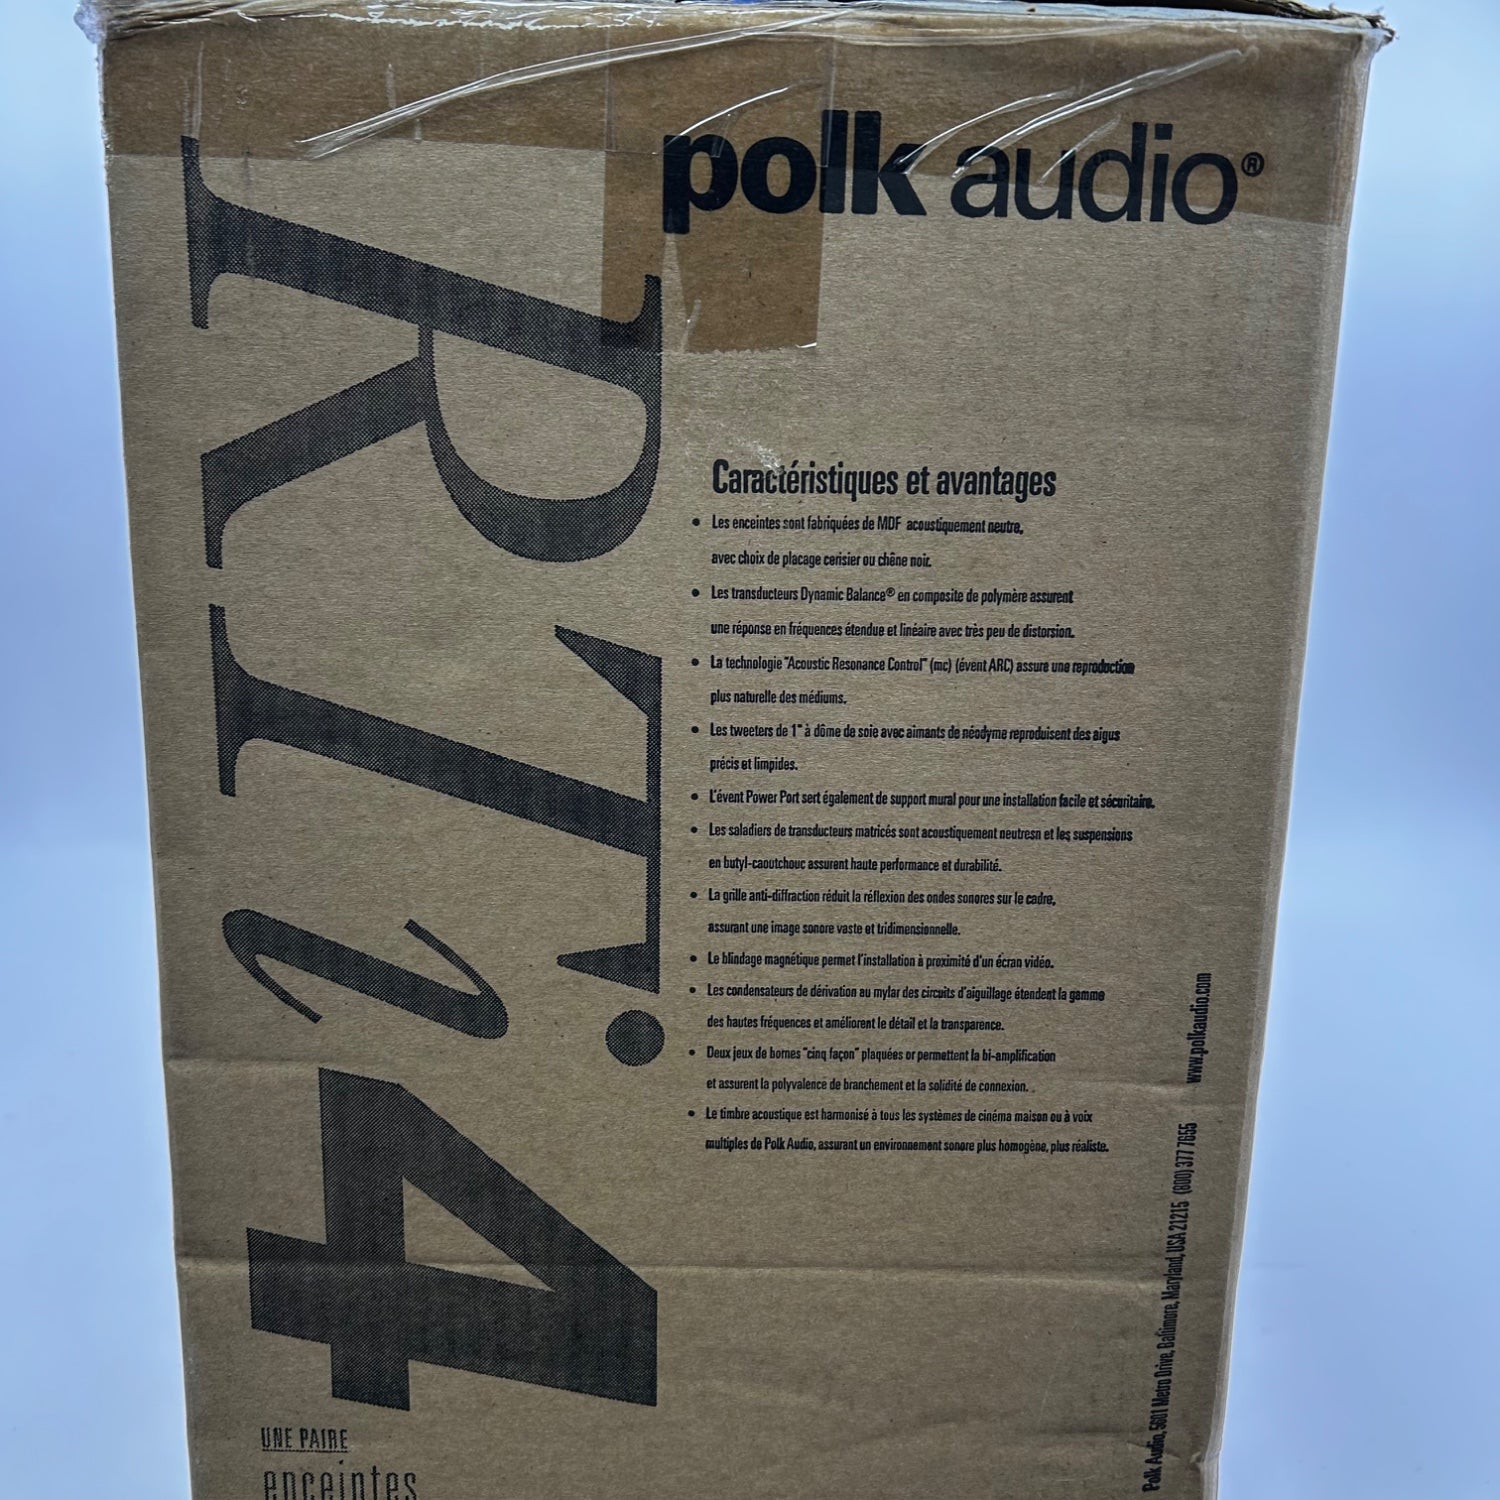 polk audio®
RTi4
Caractéristiques et avantages
• Les enceintes sont fabriquées de MDF acoustiquement neutre,
avec choix de placage cerisier ou chêne noir.
• Les transducteurs Dynamic Balance® en composite de polymère assurent
une réponse en fréquences étendue et linéaire avec très peu de distorsion.
• La technologie "Acoustic Resonance Control" (mc) (évent ARC) assure une reproduction
plus naturelle des médiums.
• Les tweeters de 1" à dôme de soie avec aimants de néodyme reproduisent des aigus
précis et limpides.
• L'évent Power Port sert également de support mural pour une installation facile et sécuritaire.
• Les saladiers de transducteurs matricés sont acoustiquement neutresn et les suspensions
en butyl-caoutchouc assurent haute performance et durabilité.
• La grille anti-diffraction réduit la réflexion des ondes sonores sur le cadre,
assurant une image sonore vaste et tridimensionnelle.
• Le blindage magnétique permet l'installation à proximité d'un écran vidéo.
• Les condensateurs de dérivation au mylar des circuits d'aiguillage étendent la gamme
des hautes fréquences et améliorent le détail et la transparence.
• Deux jeux de bornes "cinq façon" plaquées or permettent la bi-amplification
et assurent la polyvalence de branchement et la solidité de connexion.
• Le timbre acoustique est harmonisé à tous les systèmes de cinéma maison ou à voix
multiples de Polk Audio, assurant un environnement sonore plus homogène, plus réaliste.
Polk Audio, 5601 Metro Drive, Baltimore, Maryland, USA 21215 (800) 377 7655 www.polkaudio.com
UNE PAIRE
enceintes